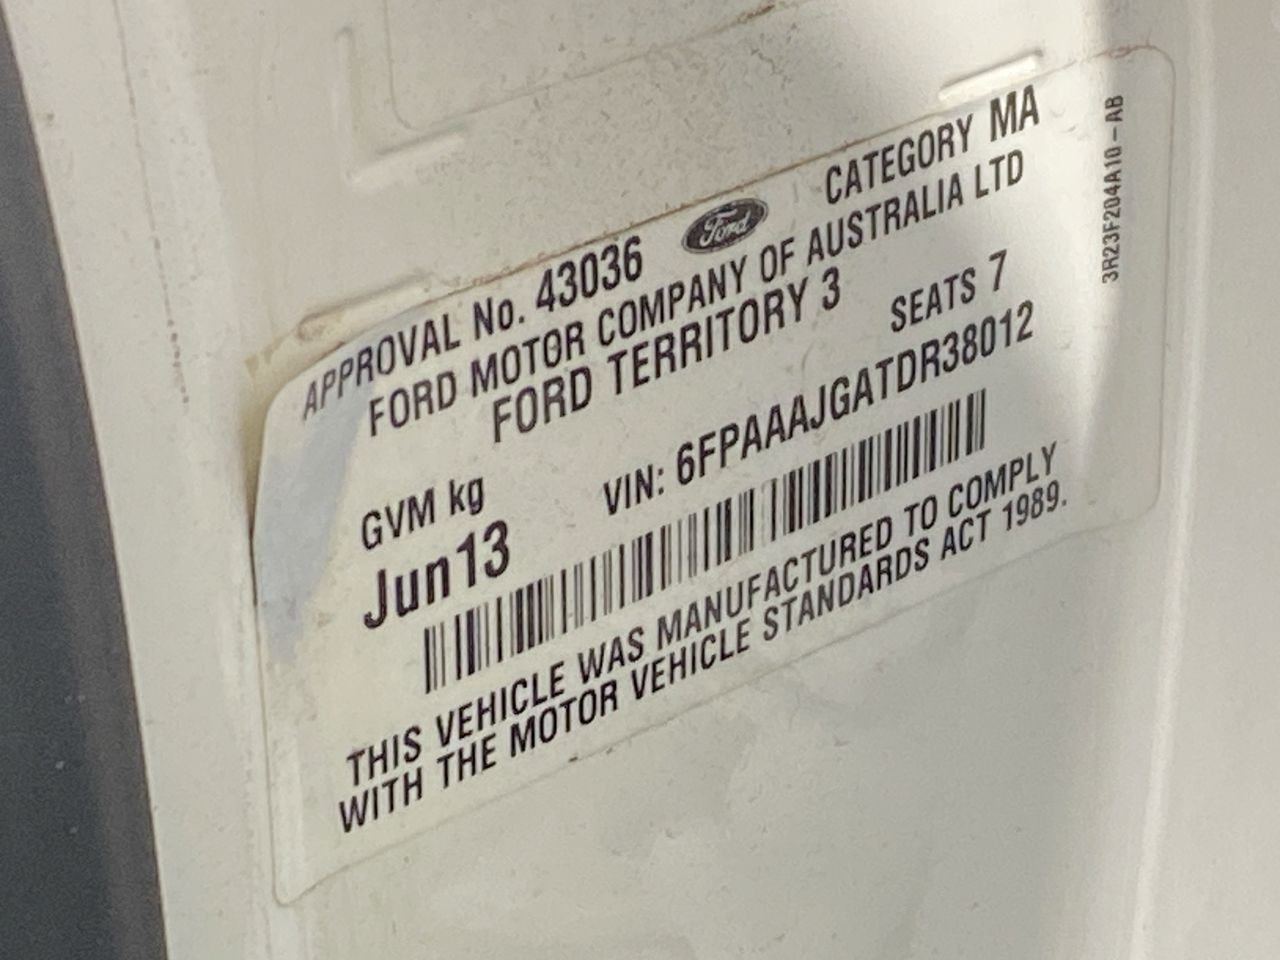 APPROVAL No. 43036 Ford CATEGORY MA
FORD MOTOR COMPANY OF AUSTRALIA LTD
FORD TERRITORY 3
SEATS 7
GVM kg
VIN: 6FPAAAJGATDR38012
Jun13
THIS VEHICLE WAS MANUFACTURED TO COMPLY
WITH THE MOTOR VEHICLE STANDARDS ACT 1989.
3R23F204A10-AB